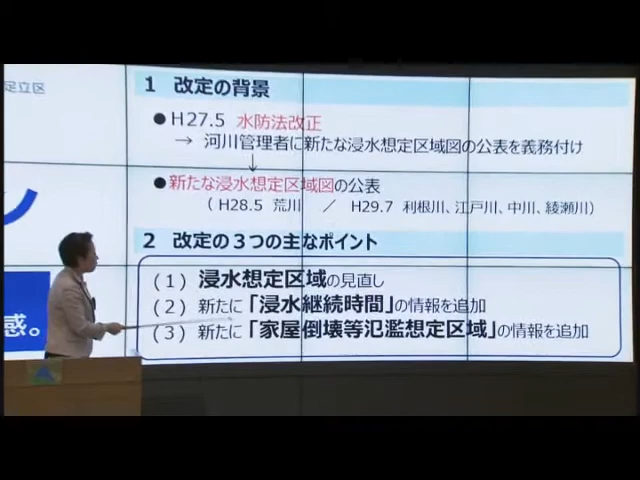 足立区
1 改定の背景
●H27.5 水防法改正
→ 河川管理者に新たな浸水想定区域図の公表を義務付け
↓
●新たな浸水想定区域図の公表
（H28.5 荒川 ／ H29.7 利根川、江戸川、中川、綾瀬川）
2 改定の３つの主なポイント
（1）浸水想定区域の見直し
（2）新たに「浸水継続時間」の情報を追加
（3）新たに「家屋倒壊等氾濫想定区域」の情報を追加
感。